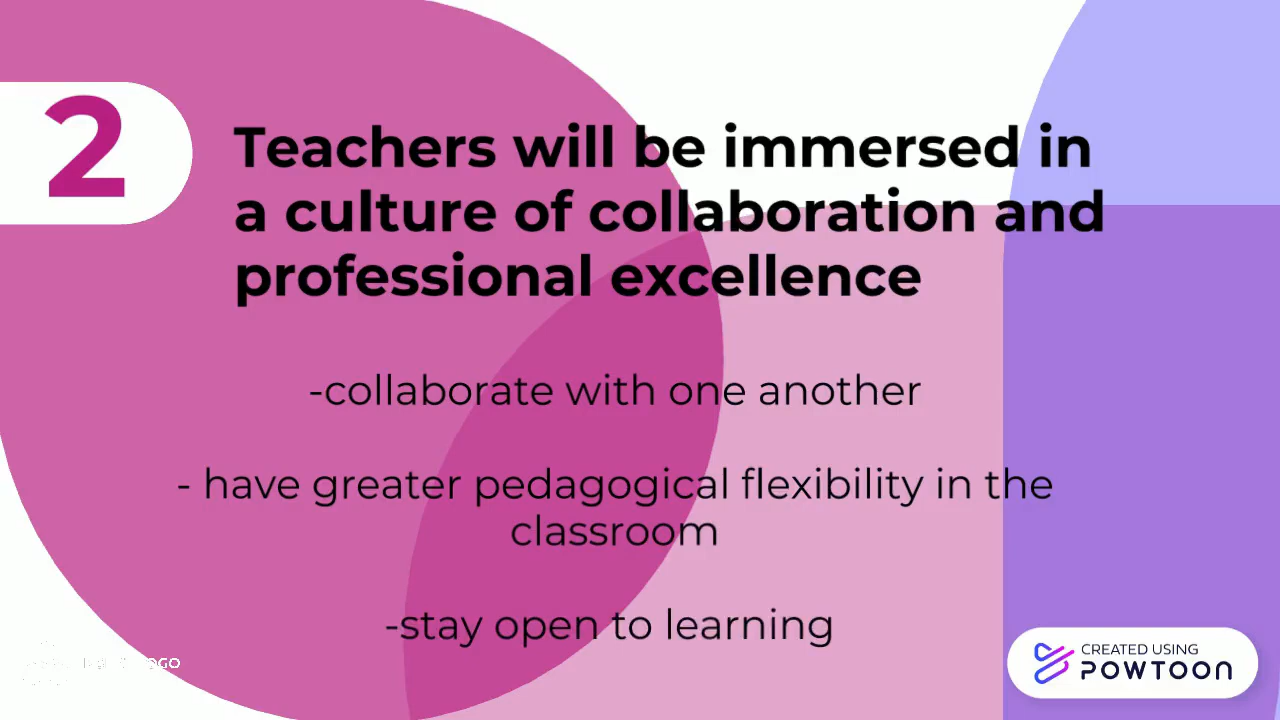 2
Teachers will be immersed in
a culture of collaboration and
professional excellence
-collaborate with one another
- have greater pedagogical flexibility in the
classroom
-stay open to learning
CREATED USING
POWTOON